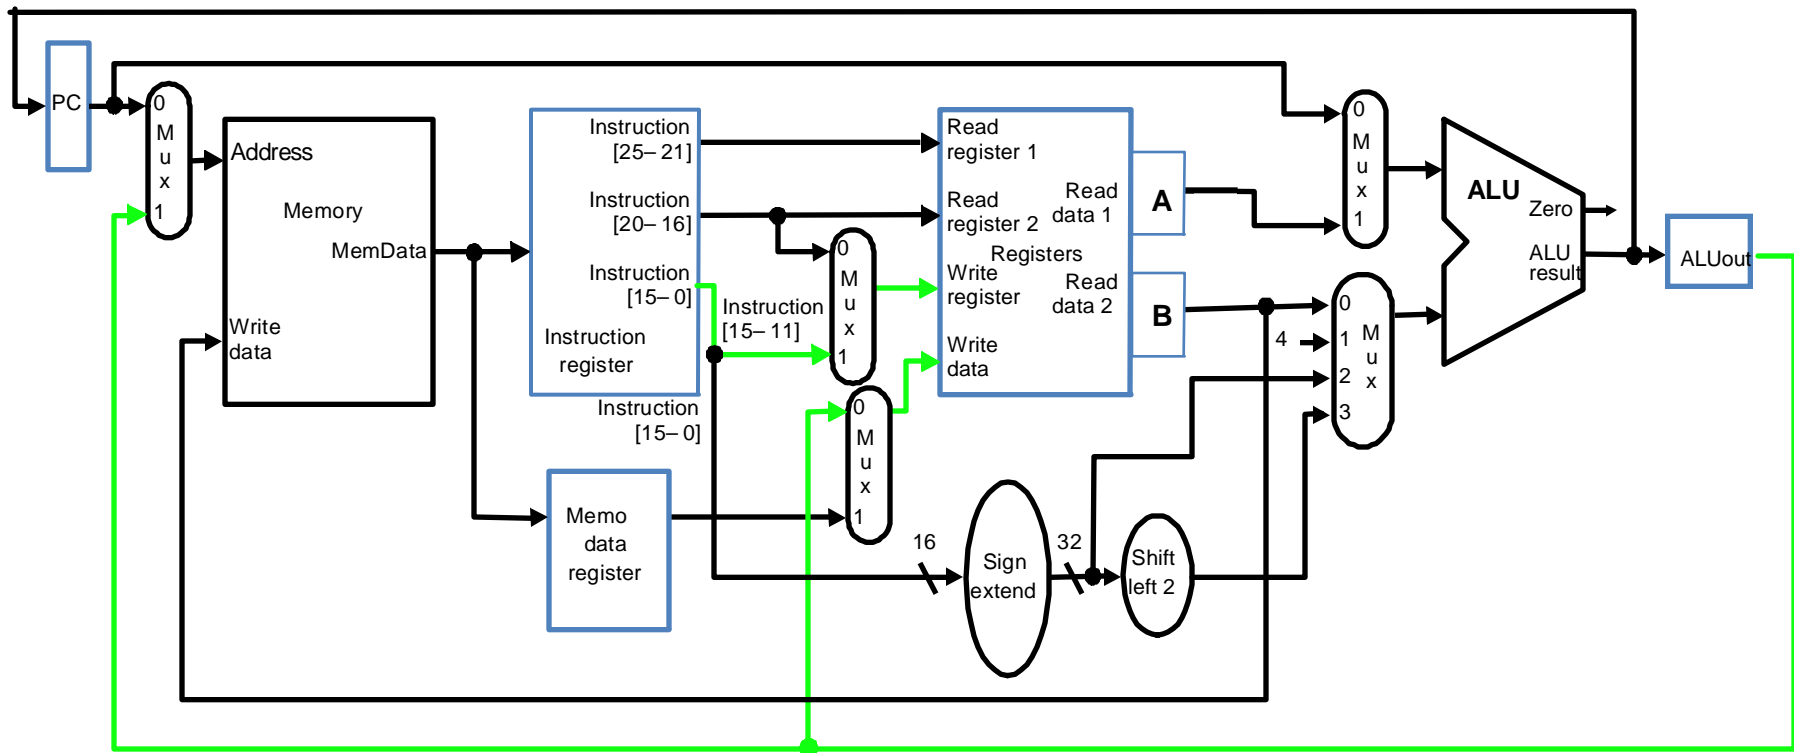 PC
0
M
u
x
1
Address
Memory
MemData
Write
data
Instruction
[25– 21]
Instruction
[20– 16]
Instruction
[15– 0]
Instruction
register
Instruction
[15– 11]
Instruction
[15– 0]
0
M
u
x
1
0
M
u
x
1
Memo
data
register
Read
register 1
Read
register 2
Registers
Write
register
Write
data
Read
data 1
Read
data 2
A
B
16
Sign
extend
32
Shift
left 2
0
M
u
x
1
4
0
1
2
3
M
u
x
ALU
Zero
ALU
result
ALUout